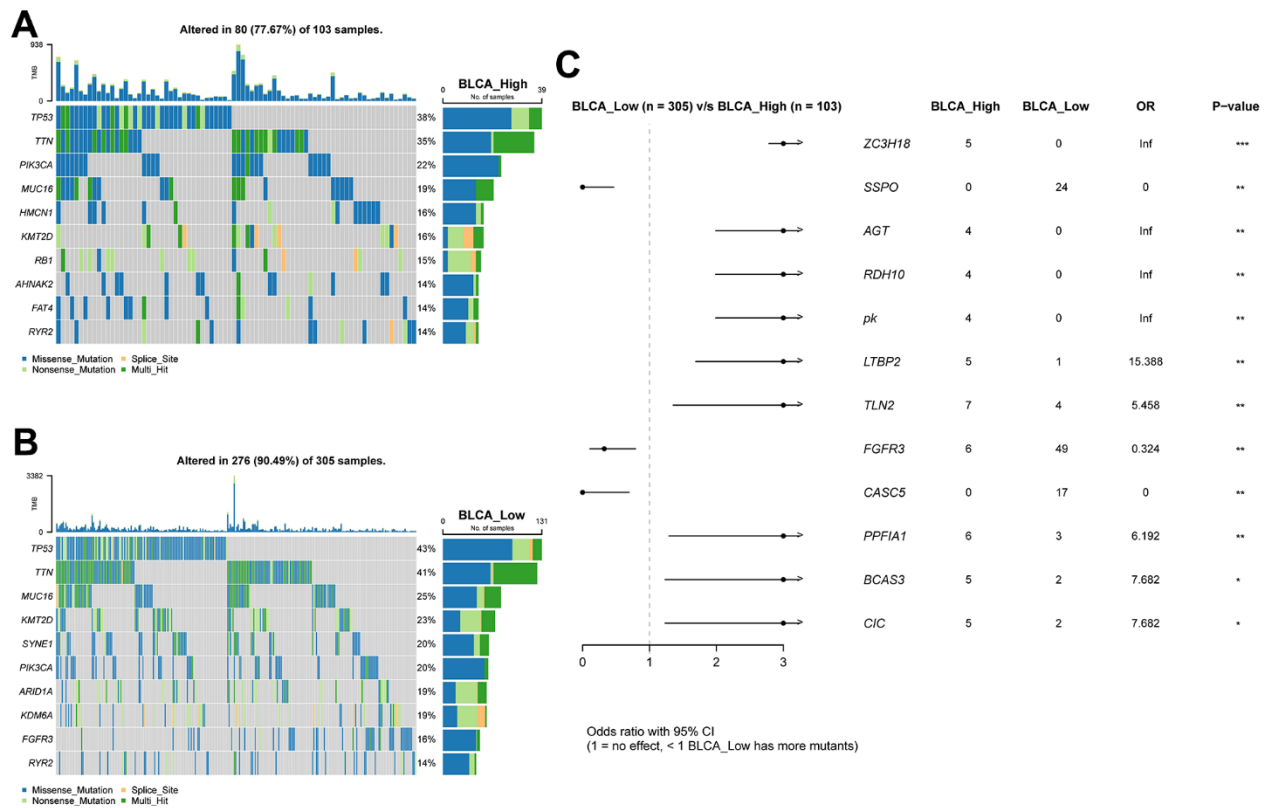 A
Altered in 80 (77.67%) of 103 samples.
938
TMB
0
BLCA_High
0 39
No. of samples
TP53 38%
TTN 35%
PIK3CA 22%
MUC16 19%
HMCN1 16%
KMT2D 16%
RB1 15%
AHNAK2 14%
FAT4 14%
RYR2 14%
Missense_Mutation Splice_Site
Nonsense_Mutation Multi_Hit
B
Altered in 276 (90.49%) of 305 samples.
3382
TMB
0
BLCA_Low
0 131
No. of samples
TP53 43%
TTN 41%
MUC16 25%
KMT2D 23%
SYNE1 20%
PIK3CA 20%
ARID1A 19%
KDM6A 19%
FGFR3 16%
RYR2 14%
Missense_Mutation Splice_Site
Nonsense_Mutation Multi_Hit
C
BLCA_Low (n = 305) v/s BLCA_High (n = 103) BLCA_High BLCA_Low OR P−value
ZC3H18 5 0 Inf ***
SSPO 0 24 0 **
AGT 4 0 Inf **
RDH10 4 0 Inf **
pk 4 0 Inf **
LTBP2 5 1 15.388 **
TLN2 7 4 5.458 **
FGFR3 6 49 0.324 **
CASC5 0 17 0 **
PPFIA1 6 3 6.192 **
BCAS3 5 2 7.682 *
CIC 5 2 7.682 *
0 1 2 3
Odds ratio with 95% CI
(1 = no effect, < 1 BLCA_Low has more mutants)